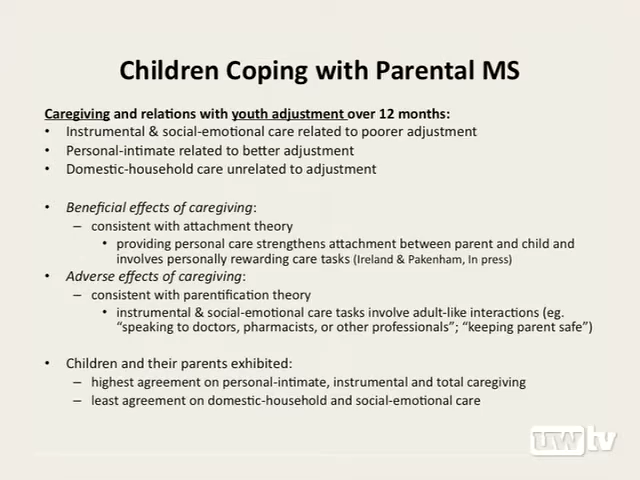 Children Coping with Parental MS
Caregiving and relations with youth adjustment over 12 months:
• Instrumental & social-emotional care related to poorer adjustment
• Personal-intimate related to better adjustment
• Domestic-household care unrelated to adjustment
• Beneficial effects of caregiving:
– consistent with attachment theory
• providing personal care strengthens attachment between parent and child and
involves personally rewarding care tasks (Ireland & Pakenham, In press)
• Adverse effects of caregiving:
– consistent with parentification theory
• instrumental & social-emotional care tasks involve adult-like interactions (eg.
“speaking to doctors, pharmacists, or other professionals”; “keeping parent safe”)
• Children and their parents exhibited:
– highest agreement on personal-intimate, instrumental and total caregiving
– least agreement on domestic-household and social-emotional care
uwtv